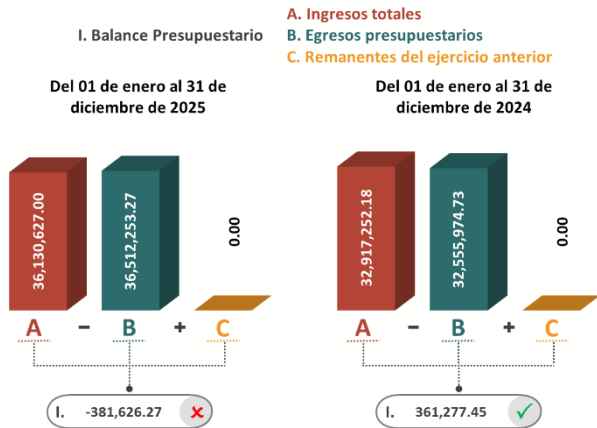 A. Ingresos totales
I. Balance Presupuestario
B. Egresos presupuestarios
C. Remanentes del ejercicio anterior
Del 01 de enero al 31 de
diciembre de 2025
36,130,627.00
36,512,253.27
0.00
A - B + C
I. -381,626.27
Del 01 de enero al 31 de
diciembre de 2024
32,917,252.18
32,555,974.73
0.00
A - B + C
I. 361,277.45